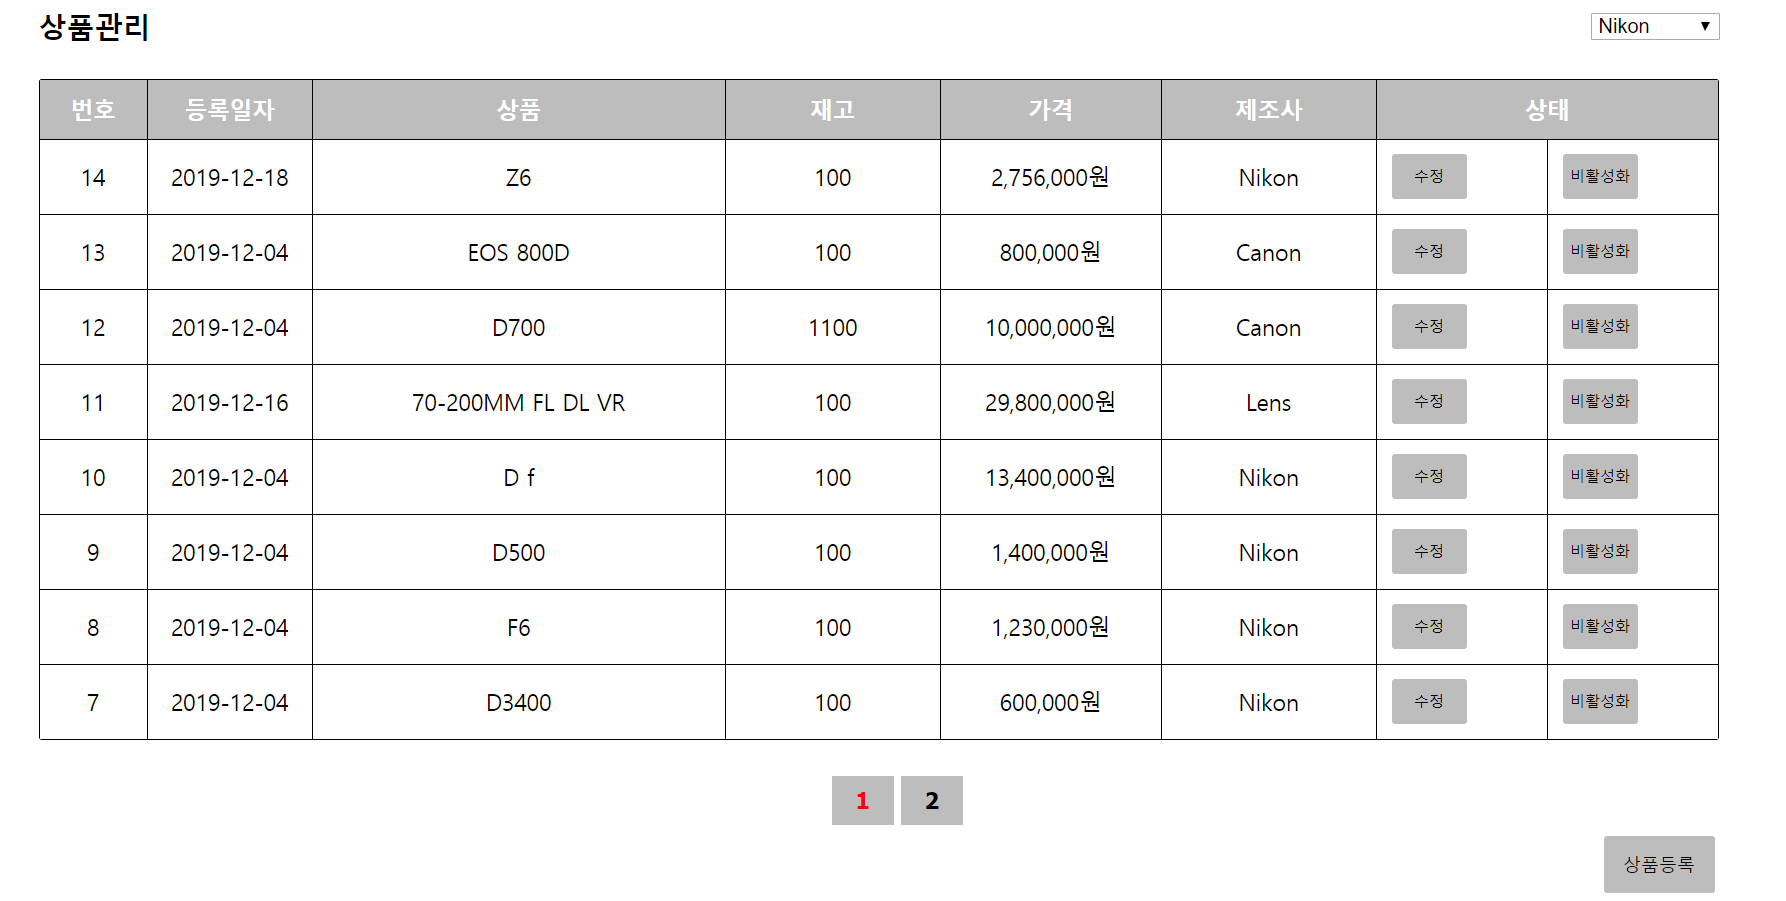 상품관리
Nikon
번호 등록일자 상품 재고 가격 제조사 상태
14 2019-12-18 Z6 100 2,756,000원 Nikon 수정 비활성화
13 2019-12-04 EOS 800D 100 800,000원 Canon 수정 비활성화
12 2019-12-04 D700 1100 10,000,000원 Canon 수정 비활성화
11 2019-12-16 70-200MM FL DL VR 100 29,800,000원 Lens 수정 비활성화
10 2019-12-04 D f 100 13,400,000원 Nikon 수정 비활성화
9 2019-12-04 D500 100 1,400,000원 Nikon 수정 비활성화
8 2019-12-04 F6 100 1,230,000원 Nikon 수정 비활성화
7 2019-12-04 D3400 100 600,000원 Nikon 수정 비활성화
1 2
상품등록